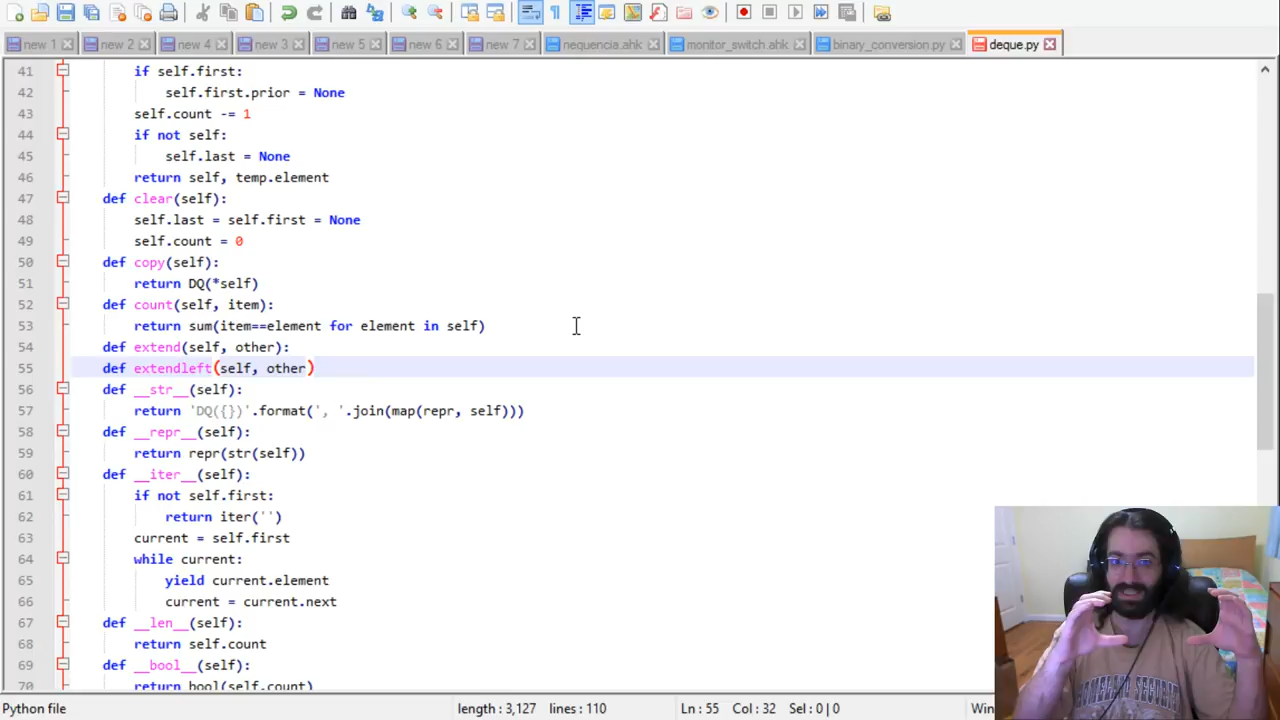 new 1
new 2
new 4
new 3
new 5
new 6
new 7
nequencia.ahk
monitor_switch.ahk
binary_conversion.py
deque.py
41 if self.first:
42 self.first.prior = None
43 self.count -= 1
44 if not self:
45 self.last = None
46 return self, temp.element
47 def clear(self):
48 self.last = self.first = None
49 self.count = 0
50 def copy(self):
51 return DQ(*self)
52 def count(self, item):
53 return sum(item==element for element in self)
54 def extend(self, other):
55 def extendleft(self, other)
56 def __str__(self):
57 return 'DQ({})'.format(', '.join(map(repr, self)))
58 def __repr__(self):
59 return repr(str(self))
60 def __iter__(self):
61 if not self.first:
62 return iter('')
63 current = self.first
64 while current:
65 yield current.element
66 current = current.next
67 def __len__(self):
68 return self.count
69 def __bool__(self):
70 return bool(self.count)
Python file
length : 3,127 lines : 110
Ln : 55 Col : 32 Sel : 0 | 0
Win